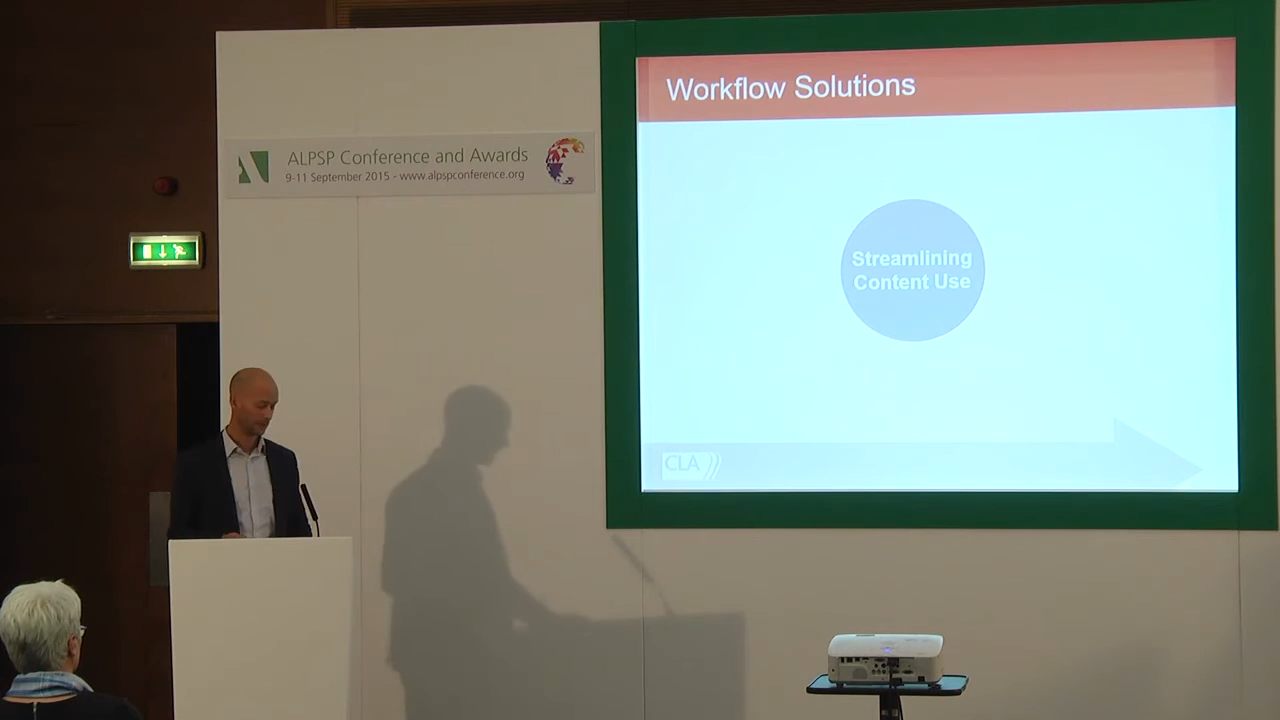 Workflow Solutions
ALPSP Conference and Awards
9-11 September 2015 - www.alpspconference.org
Streamlining
Content Use
CLA